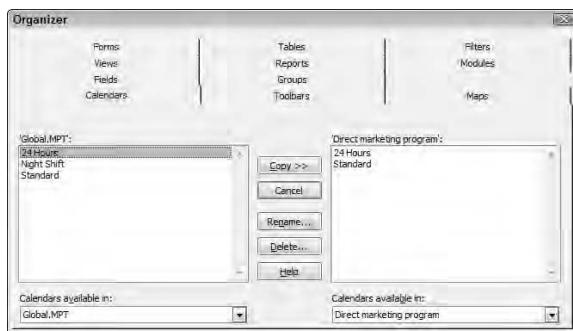 Organizer
Forms Tables Filters
Views Reports Modules
Fields Groups
Calendars Toolbars Maps
'Global.MPT': 'Direct marketing program':
24 Hours Copy >> 24 Hours
Night Shift Standard
Standard
Cancel
Rename...
Delete...
Help
Calendars available in: Calendars available in:
Global.MPT Direct marketing program